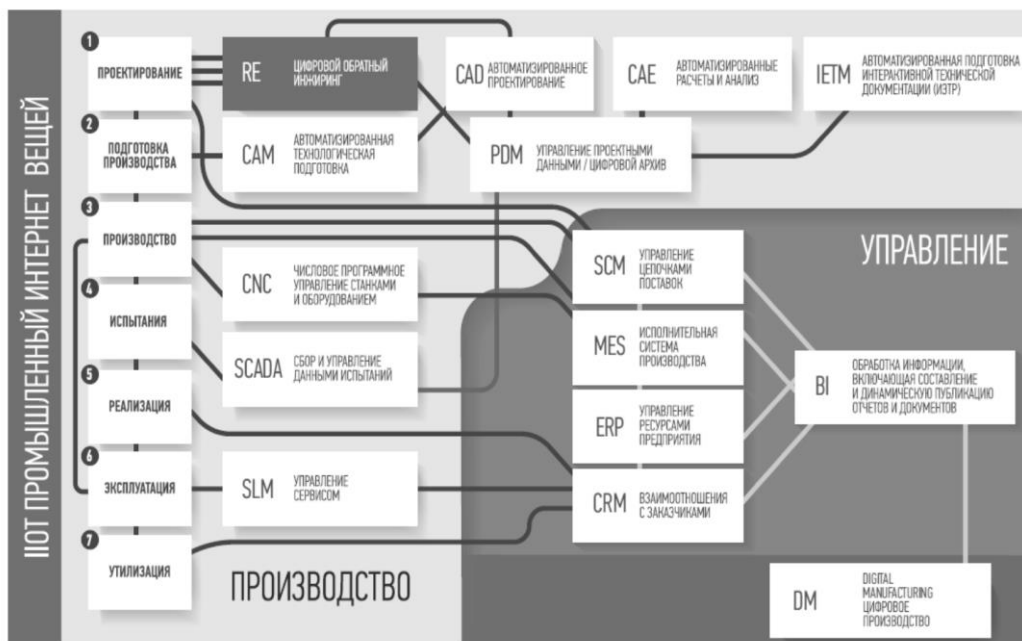 IIOT ПРОМЫШЛЕННЫЙ ИНТЕРНЕТ ВЕЩЕЙ
1
ПРОЕКТИРОВАНИЕ
2
ПОДГОТОВКА
ПРОИЗВОДСТВА
3
ПРОИЗВОДСТВО
4
ИСПЫТАНИЯ
5
РЕАЛИЗАЦИЯ
6
ЭКСПЛУАТАЦИЯ
7
УТИЛИЗАЦИЯ
RE
ЦИФРОВОЙ ОБРАТНЫЙ
ИНЖИРИНГ
CAD
АВТОМАТИЗИРОВАННОЕ
ПРОЕКТИРОВАНИЕ
CAE
АВТОМАТИЗИРОВАННЫЕ
РАСЧЕТЫ И АНАЛИЗ
IETM
АВТОМАТИЗИРОВАННАЯ ПОДГОТОВКА
ИНТЕРАКТИВНОЙ ТЕХНИЧЕСКОЙ
ДОКУМЕНТАЦИИ (ИЭТР)
CAM
АВТОМАТИЗИРОВАННАЯ
ТЕХНОЛОГИЧЕСКАЯ
ПОДГОТОВКА
PDM
УПРАВЛЕНИЕ ПРОЕКТНЫМИ
ДАННЫМИ / ЦИФРОВОЙ АРХИВ
УПРАВЛЕНИЕ
CNC
ЧИСЛОВОЕ ПРОГРАММНОЕ
УПРАВЛЕНИЕ СТАНКАМИ
И ОБОРУДОВАНИЕМ
SCADA
СБОР И УПРАВЛЕНИЕ
ДАННЫМИ ИСПЫТАНИЙ
SLM
УПРАВЛЕНИЕ
СЕРВИСОМ
ПРОИЗВОДСТВО
SCM
УПРАВЛЕНИЕ
ЦЕПОЧКАМИ
ПОСТАВОК
MES
ИСПОЛНИТЕЛЬНАЯ
СИСТЕМА
ПРОИЗВОДСТВА
ERP
УПРАВЛЕНИЕ
РЕСУРСАМИ
ПРЕДПРИЯТИЯ
CRM
ВЗАИМООТНОШЕНИЯ
С ЗАКАЗЧИКАМИ
BI
ОБРАБОТКА ИНФОРМАЦИИ,
ВКЛЮЧАЮЩАЯ СОСТАВЛЕНИЕ
И ДИНАМИЧЕСКУЮ ПУБЛИКАЦИЮ
ОТЧЕТОВ И ДОКУМЕНТОВ
DM
DIGITAL
MANUFACTURING
ЦИФРОВОЕ
ПРОИЗВОДСТВО